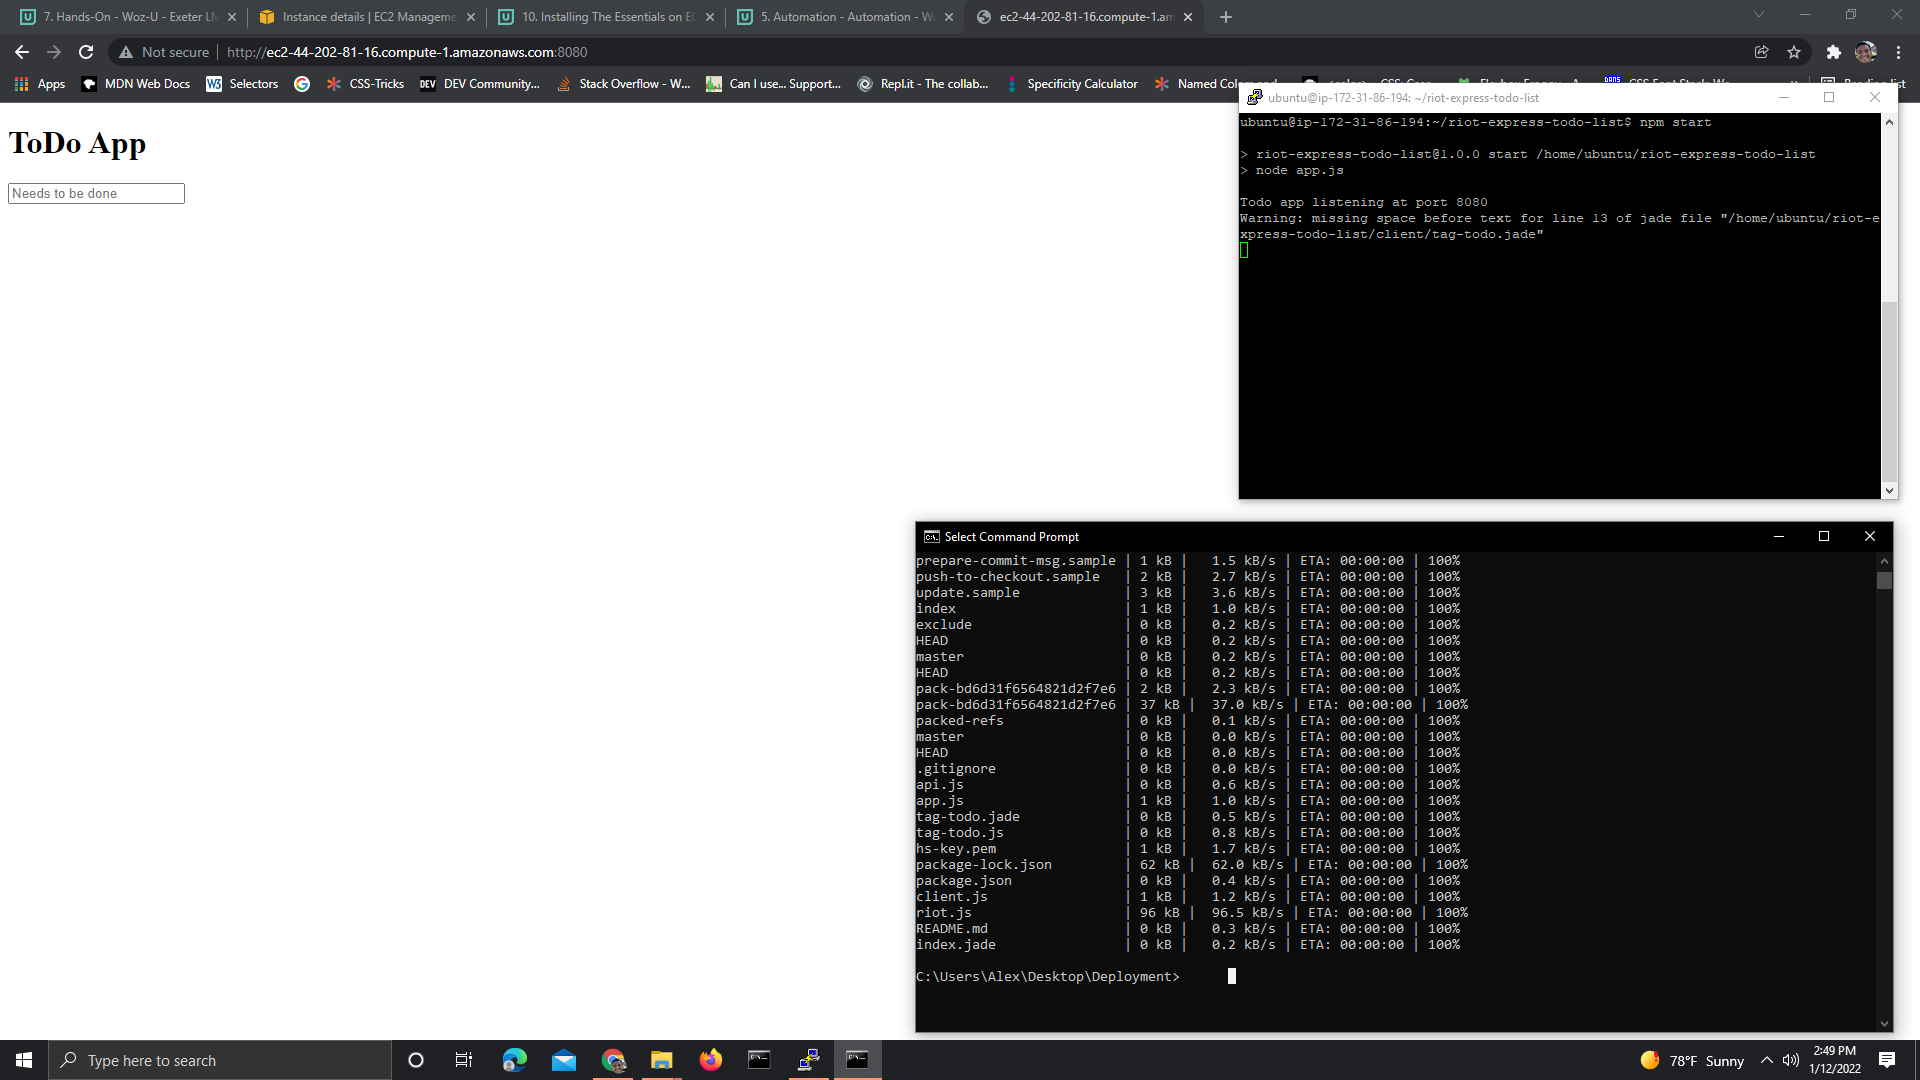 7. Hands-On - Woz-U - Exeter LM
Instance details | EC2 Manageme
10. Installing The Essentials on EC
5. Automation - Automation - Wo
ec2-44-202-81-16.compute-1.am
Not secure
http://ec2-44-202-81-16.compute-1.amazonaws.com:8080
Apps
MDN Web Docs
Selectors
CSS-Tricks
DEV Community...
Stack Overflow - W...
Can I use... Support...
Repl.it - The collab...
Specificity Calculator
ToDo App
Needs to be done
ubuntu@ip-172-31-86-194: ~/riot-express-todo-list
ubuntu@ip-172-31-86-194:~/riot-express-todo-list$ npm start
> riot-express-todo-list@1.0.0 start /home/ubuntu/riot-express-todo-list
> node app.js
Todo app listening at port 8080
Warning: missing space before text for line 13 of jade file "/home/ubuntu/riot-e
xpress-todo-list/client/tag-todo.jade"
Select Command Prompt
prepare-commit-msg.sample | 1 kB | 1.5 kB/s | ETA: 00:00:00 | 100%
push-to-checkout.sample | 2 kB | 2.7 kB/s | ETA: 00:00:00 | 100%
update.sample | 3 kB | 3.6 kB/s | ETA: 00:00:00 | 100%
index | 1 kB | 1.0 kB/s | ETA: 00:00:00 | 100%
exclude | 0 kB | 0.2 kB/s | ETA: 00:00:00 | 100%
HEAD | 0 kB | 0.2 kB/s | ETA: 00:00:00 | 100%
master | 0 kB | 0.2 kB/s | ETA: 00:00:00 | 100%
HEAD | 0 kB | 0.2 kB/s | ETA: 00:00:00 | 100%
pack-bd6d31f6564821d2f7e6 | 2 kB | 2.3 kB/s | ETA: 00:00:00 | 100%
pack-bd6d31f6564821d2f7e6 | 37 kB | 37.0 kB/s | ETA: 00:00:00 | 100%
packed-refs | 0 kB | 0.1 kB/s | ETA: 00:00:00 | 100%
master | 0 kB | 0.0 kB/s | ETA: 00:00:00 | 100%
HEAD | 0 kB | 0.0 kB/s | ETA: 00:00:00 | 100%
.gitignore | 0 kB | 0.0 kB/s | ETA: 00:00:00 | 100%
api.js | 0 kB | 0.6 kB/s | ETA: 00:00:00 | 100%
app.js | 1 kB | 1.0 kB/s | ETA: 00:00:00 | 100%
tag-todo.jade | 0 kB | 0.5 kB/s | ETA: 00:00:00 | 100%
tag-todo.js | 0 kB | 0.8 kB/s | ETA: 00:00:00 | 100%
hs-key.pem | 1 kB | 1.7 kB/s | ETA: 00:00:00 | 100%
package-lock.json | 62 kB | 62.0 kB/s | ETA: 00:00:00 | 100%
package.json | 0 kB | 0.4 kB/s | ETA: 00:00:00 | 100%
client.js | 1 kB | 1.2 kB/s | ETA: 00:00:00 | 100%
riot.js | 96 kB | 96.5 kB/s | ETA: 00:00:00 | 100%
README.md | 0 kB | 0.3 kB/s | ETA: 00:00:00 | 100%
index.jade | 0 kB | 0.2 kB/s | ETA: 00:00:00 | 100%
C:\Users\Alex\Desktop\Deployment>
Type here to search
78°F Sunny
2:49 PM
1/12/2022